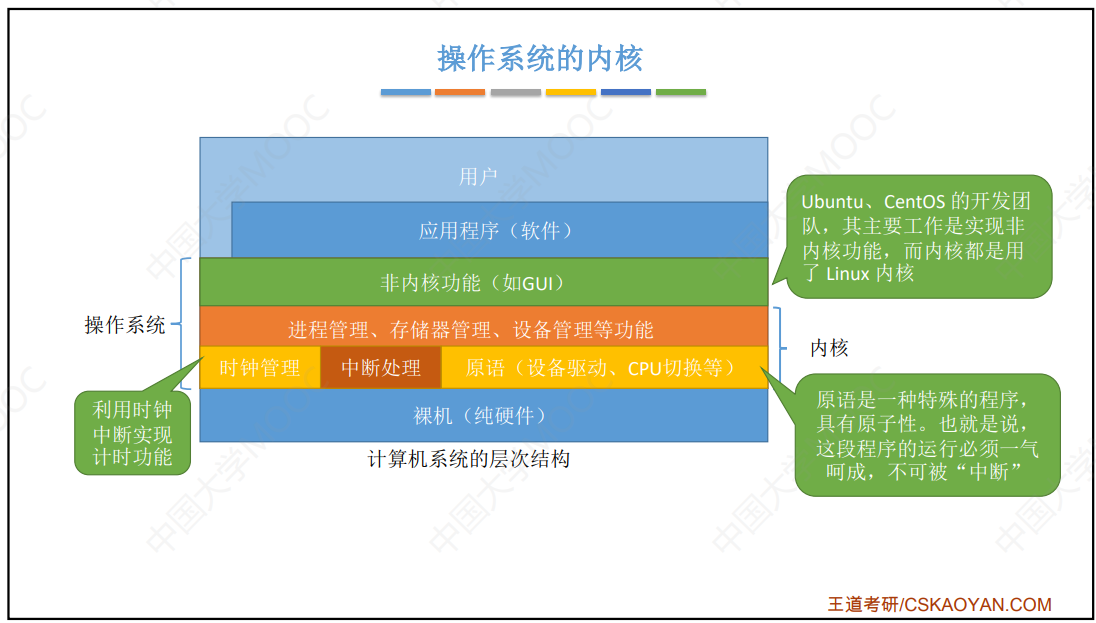 操作系统的内核
用户
应用程序（软件）
非内核功能（如GUI）
进程管理、存储器管理、设备管理等功能
时钟管理
中断处理
原语（设备驱动、CPU切换等）
裸机（纯硬件）
计算机系统的层次结构
操作系统
内核
Ubuntu、CentOS 的开发团
队，其主要工作是实现非
内核功能，而内核都是用
了 Linux 内核
利用时钟
中断实现
计时功能
原语是一种特殊的程序，
具有原子性。也就是说，
这段程序的运行必须一气
呵成，不可被“中断”
王道考研/CSKAOYAN.COM
中国大学MOOC